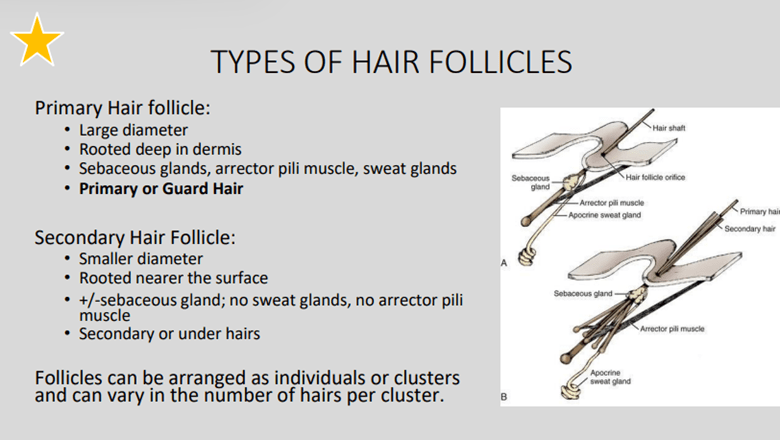 TYPES OF HAIR FOLLICLES
Primary Hair follicle:
• Large diameter
• Rooted deep in dermis
• Sebaceous glands, arrector pili muscle, sweat glands
• Primary or Guard Hair
Secondary Hair Follicle:
• Smaller diameter
• Rooted nearer the surface
• +/-sebaceous gland; no sweat glands, no arrector pili
muscle
• Secondary or under hairs
Follicles can be arranged as individuals or clusters
and can vary in the number of hairs per cluster.
Hair shaft
Sebaceous
gland
Hair follicle orifice
Arrector pili muscle
Apocrine sweat gland
A
Primary hair
Secondary hair
Sebaceous gland
Arrector pili muscle
Apocrine
sweat gland
B